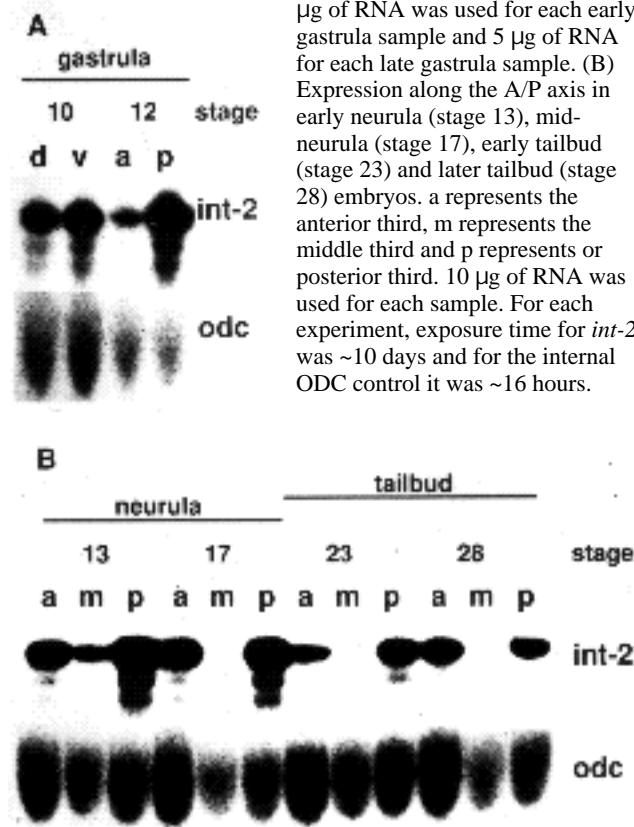 A
gastrula
10 12 stage
d v a p
int-2
odc
µg of RNA was used for each early
gastrula sample and 5 µg of RNA
for each late gastrula sample. (B)
Expression along the A/P axis in
early neurula (stage 13), mid-
neurula (stage 17), early tailbud
(stage 23) and later tailbud (stage
28) embryos. a represents the
anterior third, m represents the
middle third and p represents or
posterior third. 10 µg of RNA was
used for each sample. For each
experiment, exposure time for int-2
was ~10 days and for the internal
ODC control it was ~16 hours.
B
neurula tailbud
13 17 23 28 stage
a m p a m p a m p a m p
int-2
odc